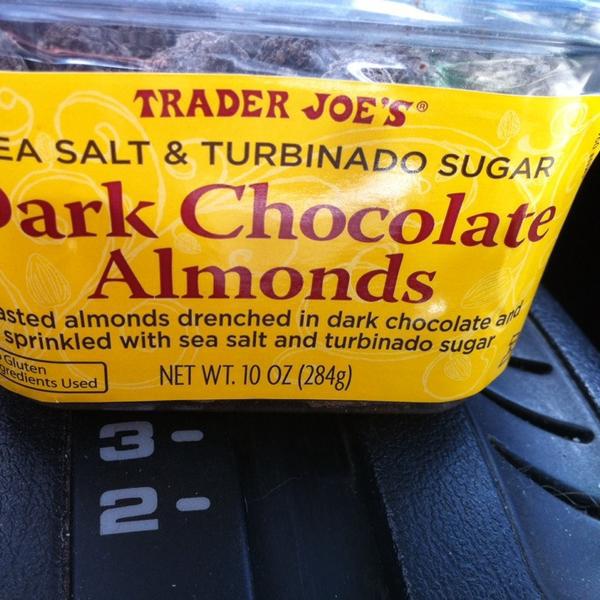 TRADER JOE'S®
EA SALT & TURBINADO SUGAR
Dark Chocolate
Almonds
asted almonds drenched in dark chocolate and
sprinkled with sea salt and turbinado sugar
Gluten
gredients Used
NET WT. 10 OZ (284g)
3 -
2 -